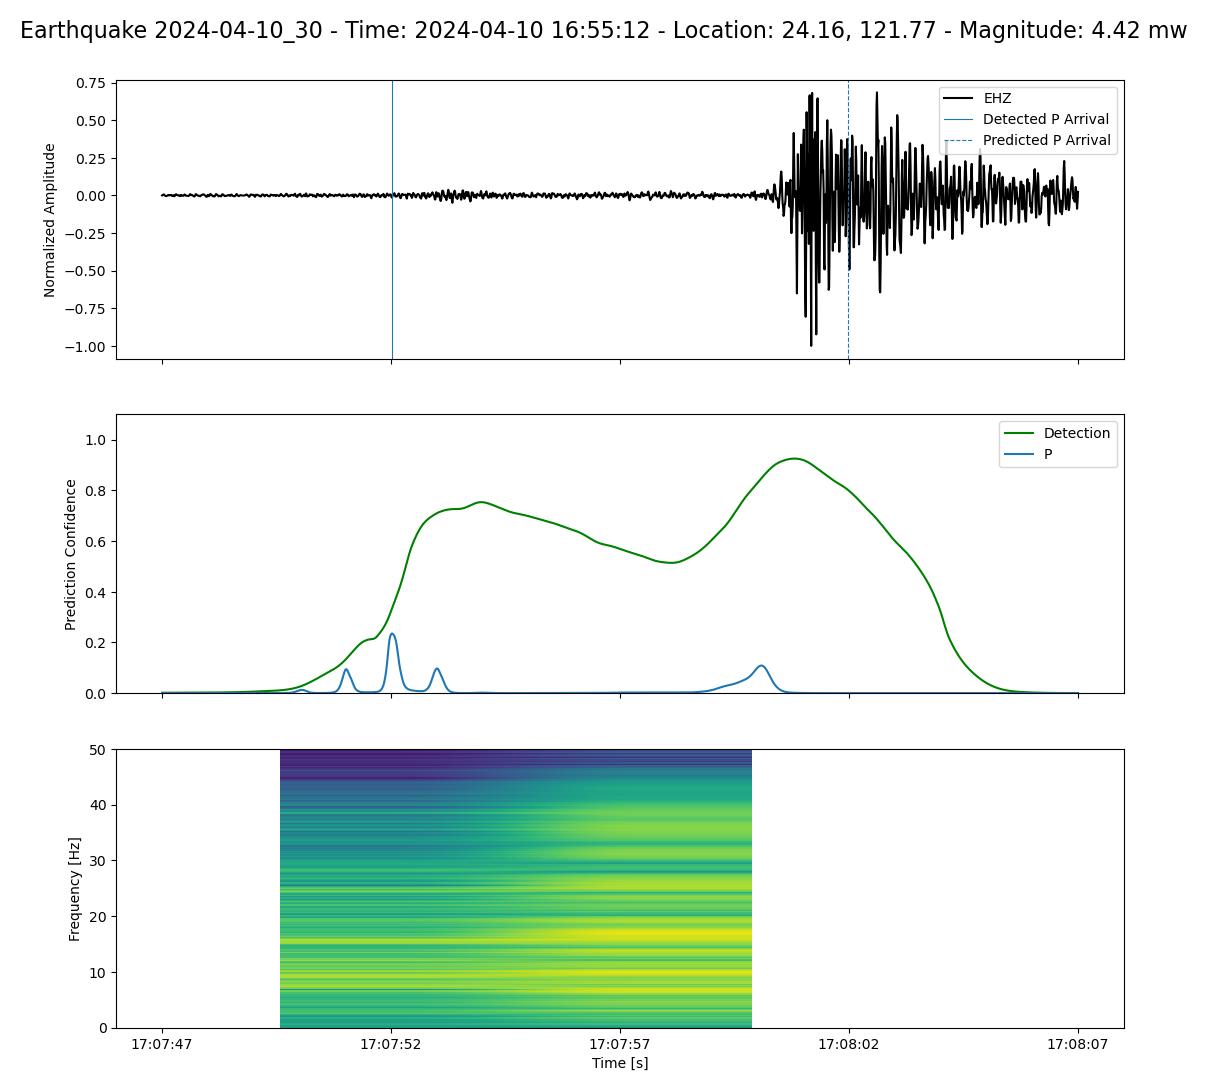 Earthquake 2024-04-10_30 - Time: 2024-04-10 16:55:12 - Location: 24.16, 121.77 - Magnitude: 4.42 mw
0.75
0.50
0.25
0.00
−0.25
−0.50
−0.75
−1.00
Normalized Amplitude
EHZ
Detected P Arrival
Predicted P Arrival
1.0
0.8
0.6
0.4
0.2
0.0
Prediction Confidence
Detection
P
50
40
30
20
10
0
Frequency [Hz]
17:07:47 17:07:52 17:07:57 17:08:02 17:08:07
Time [s]